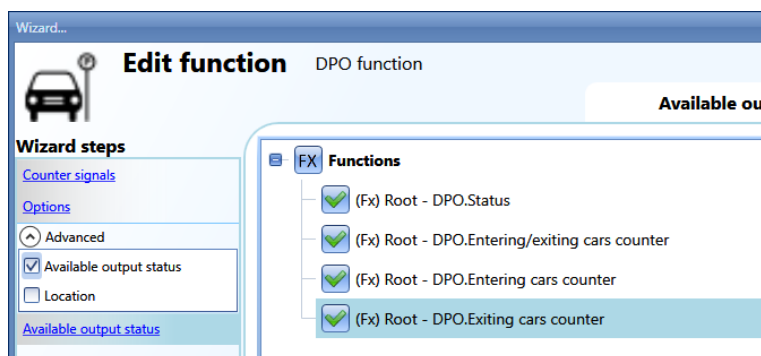 Wizard...
Edit function DPO function
Available ou
Wizard steps
Counter signals
Options
Advanced
Available output status
Location
Available output status
FX Functions
(Fx) Root - DPO.Status
(Fx) Root - DPO.Entering/exiting cars counter
(Fx) Root - DPO.Entering cars counter
(Fx) Root - DPO.Exiting cars counter